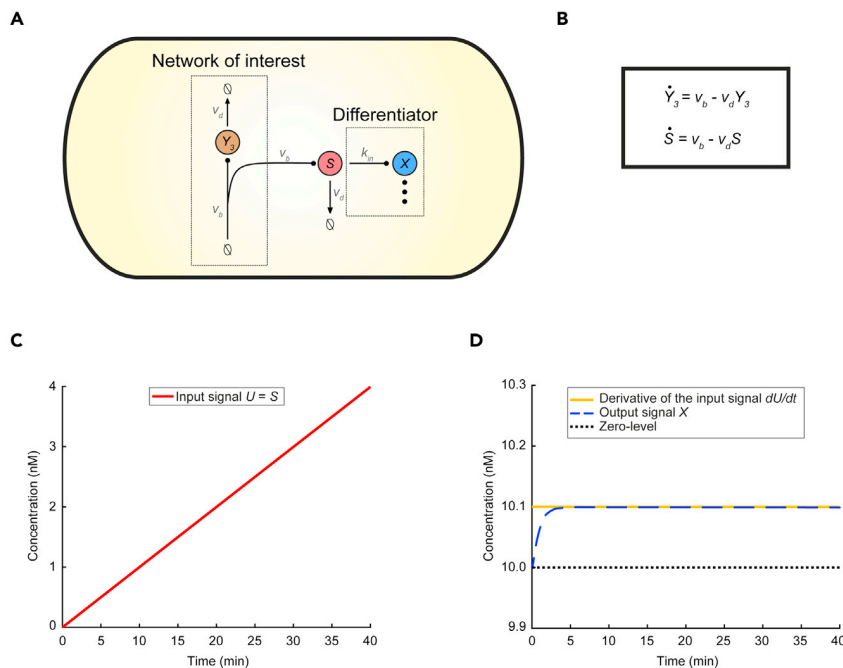 A
B
Network of interest
∅
v_d
Differentiator
Y_3
v_b
S
k_in
X
v_d
v_b
∅
∅
Ẏ_3 = v_b - v_d Y_3
Ṡ = v_b - v_d S
C
D
4
3
2
1
0
Concentration (nM)
Input signal U = S
0 5 10 15 20 25 30 35 40
Time (min)
10.3
10.2
10.1
10.0
9.9
Concentration (nM)
Derivative of the input signal dU/dt
Output signal X
Zero-level
0 5 10 15 20 25 30 35 40
Time (min)